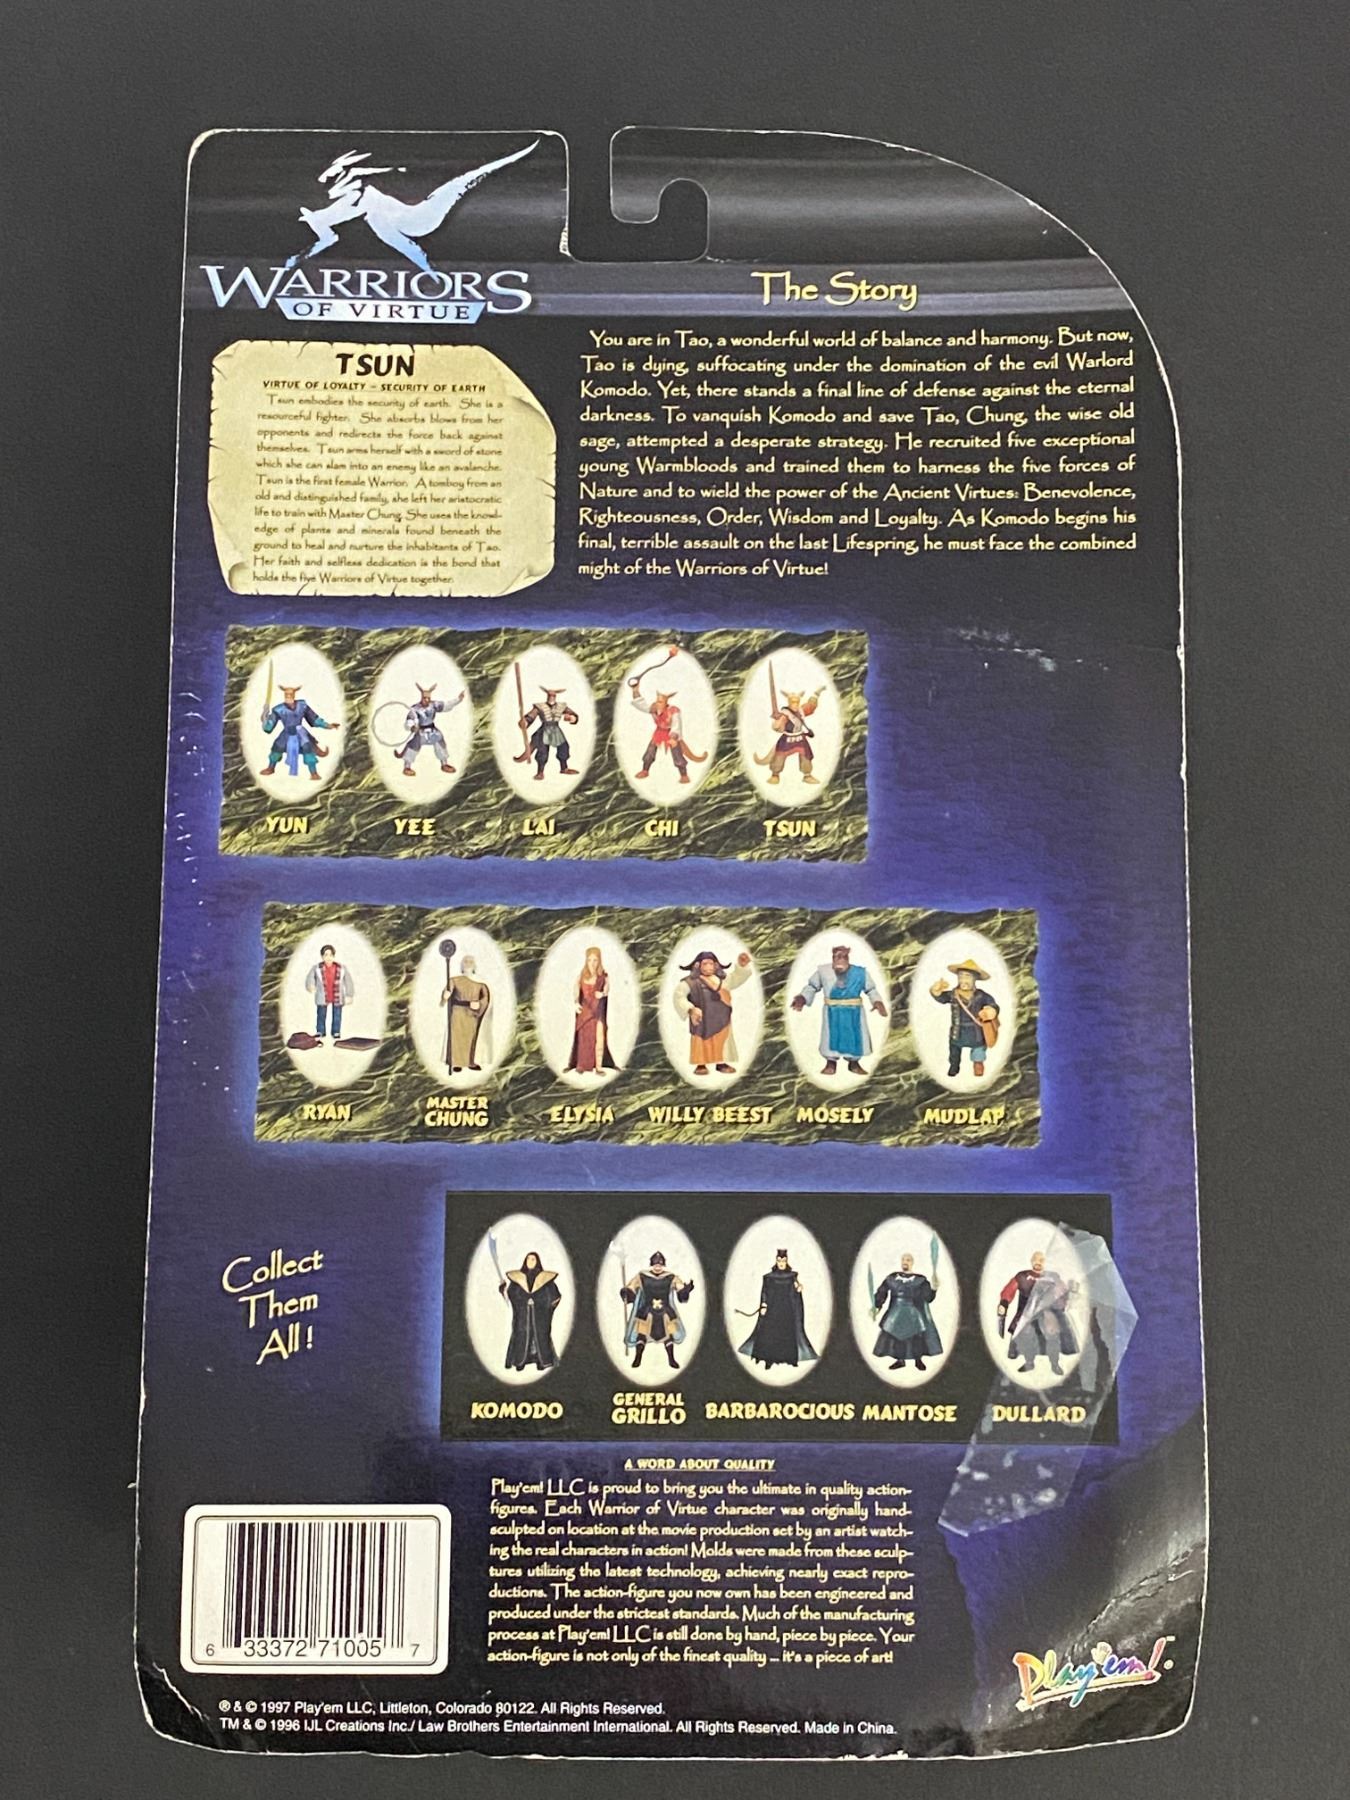 WARRIORS
OF VIRTUE
TSUN
VIRTUE OF LOYALTY – SECURITY OF EARTH
Tsun embodies the security of earth. She is a
resourceful fighter. She absorbs blows from her
opponents and redirects the force back against
themselves. Tsun arms herself with a sword of stone
which she can slam into an enemy like an avalanche.
Tsun is the first female Warrior. A tomboy from an
old and distinguished family, she left her aristocratic
life to train with Master Chung. She uses the knowl-
edge of plants and minerals found beneath the
ground to heal and nurture the inhabitants of Tao.
Her faith and selfless dedication is the bond that
holds the five Warriors of Virtue together.
The Story
You are in Tao, a wonderful world of balance and harmony. But now,
Tao is dying, suffocating under the domination of the evil Warlord
Komodo. Yet, there stands a final line of defense against the eternal
darkness. To vanquish Komodo and save Tao, Chung, the wise old
sage, attempted a desperate strategy. He recruited five exceptional
young Warmbloods and trained them to harness the five forces of
Nature and to wield the power of the Ancient Virtues: Benevolence,
Righteousness, Order, Wisdom and Loyalty. As Komodo begins his
final, terrible assault on the last Lifespring, he must face the combined
might of the Warriors of Virtue!
YUN YEE LAI CHI TSUN
RYAN MASTER CHUNG ELYSIA WILLY BEEST MOSELY MUDLAP
Collect
Them
All!
KOMODO GENERAL GRILLO BARBAROCIOUS MANTOSE DULLARD
A WORD ABOUT QUALITY
Play'em! LLC is proud to bring you the ultimate in quality action-
figures. Each Warrior of Virtue character was originally hand-
sculpted on location at the movie production set by an artist watch-
ing the real characters in action! Molds were made from these sculp-
tures utilizing the latest technology, achieving nearly exact repro-
ductions. The action-figure you now own has been engineered and
produced under the strictest standards. Much of the manufacturing
process at Play'em! LLC is still done by hand, piece by piece. Your
action-figure is not only of the finest quality ... it's a piece of art!
6 33372 71005 7
Play'em!™
® & © 1997 Play'em LLC, Littleton, Colorado 80122. All Rights Reserved.
TM & © 1996 IJL Creations Inc./ Law Brothers Entertainment International. All Rights Reserved. Made in China.